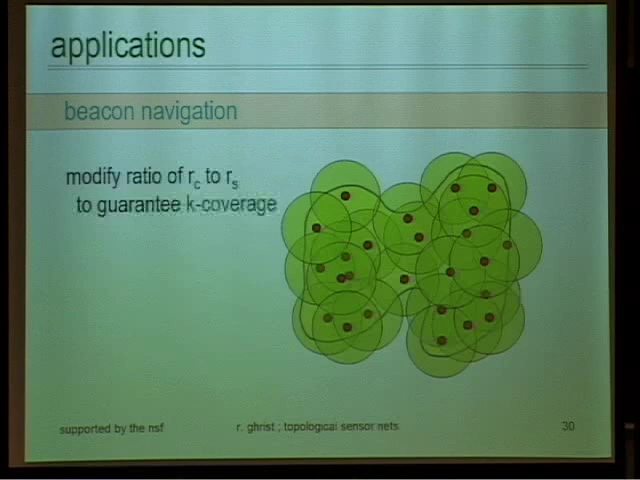 applications
beacon navigation
modify ratio of rc to rs
to guarantee k-coverage
supported by the nsf
r. ghrist ; topological sensor nets
30